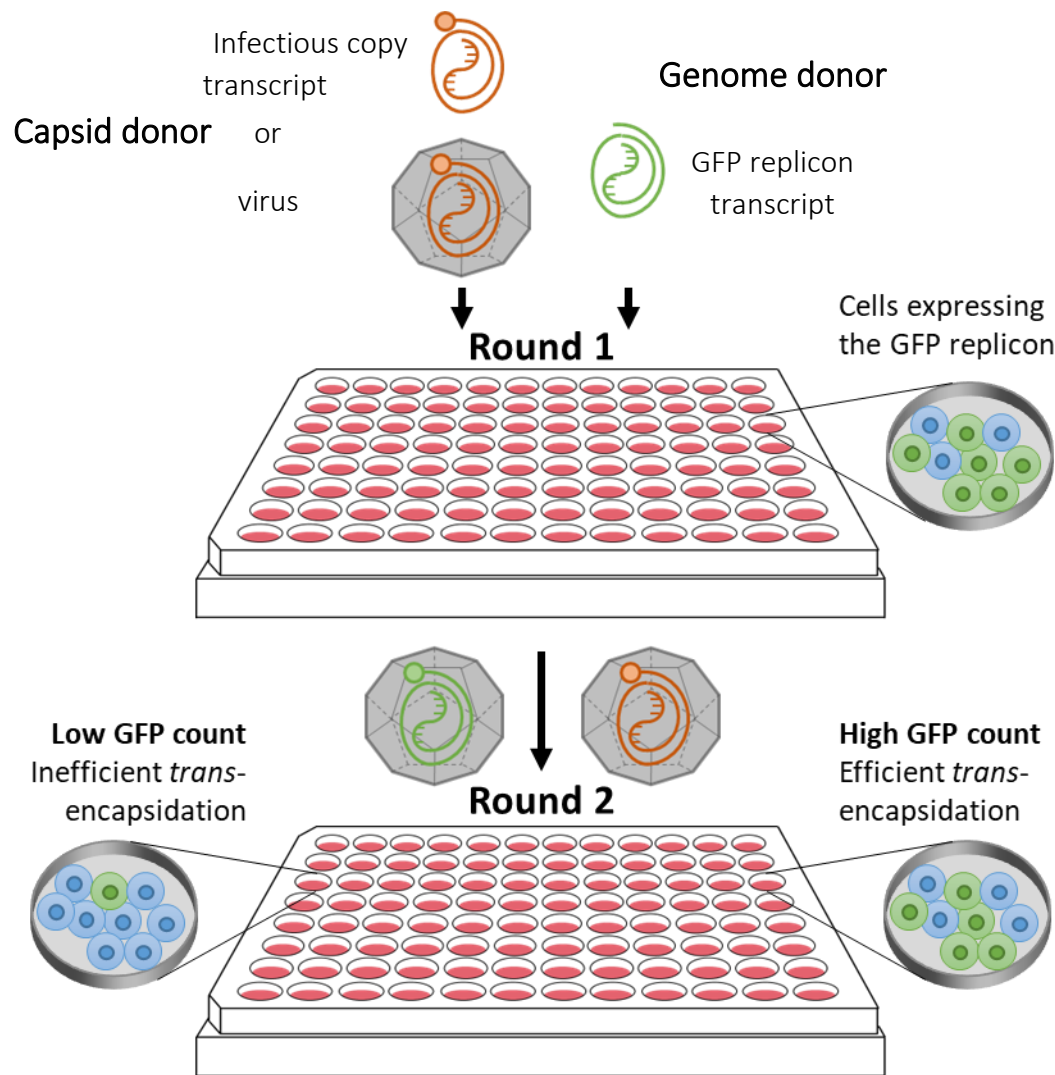 Infectious copy
transcript
Genome donor
Capsid donor or
GFP replicon
transcript
virus
Cells expressing
the GFP replicon
Round 1
Low GFP count
Inefficient trans-
encapsidation
High GFP count
Efficient trans-
encapsidation
Round 2